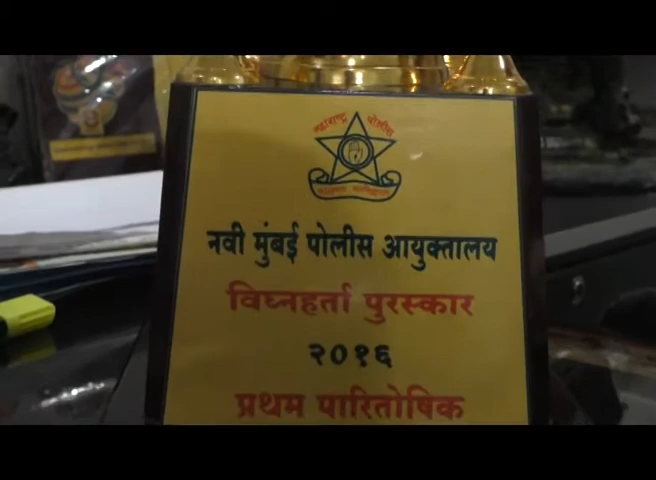 महाराष्ट्र पोलीस
नवी मुंबई पोलीस आयुक्तालय
विघ्नहर्ता पुरस्कार
२०१६
प्रथम पारितोषिक